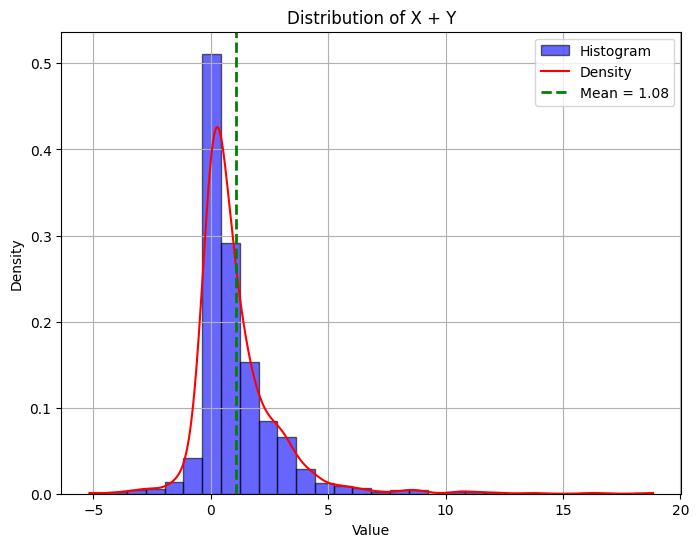 Distribution of X + Y
Histogram
Density
Mean = 1.08
0.5
0.4
0.3
0.2
0.1
0.0
Density
−5
0
5
10
15
20
Value